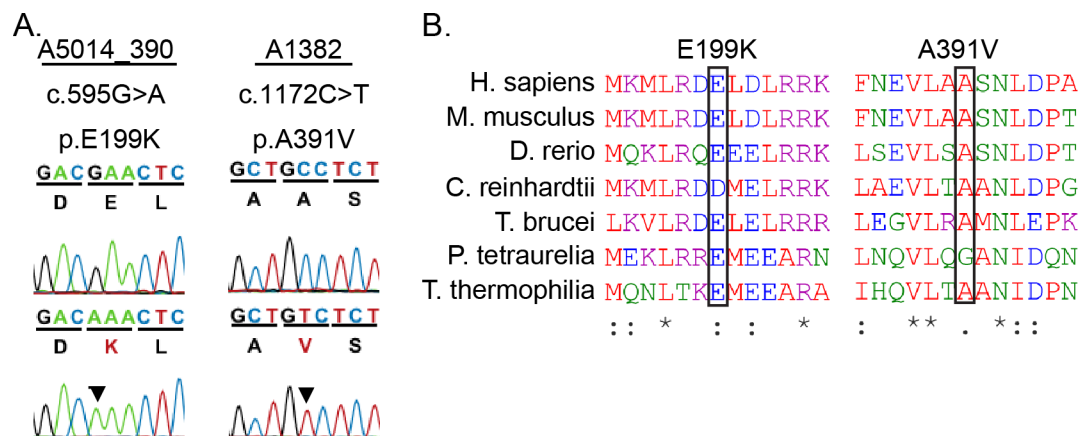 A.
A5014_390
c.595G>A
p.E199K
GACGAACTC
D E L
GACAAACTC
D K L
A1382
c.1172C>T
p.A391V
GCTGCCTCT
A A S
GCTGTCTCT
A V S
B.
E199K A391V
H. sapiens MKMLRDELDLRRK FNEVLAASNLDPA
M. musculus MKMLRDELDLRRK FNEVLAASNLDPT
D. rerio MQKLRQEEELRRK LSEVLSASNLDPT
C. reinhardtii MKMLRDDMELRRK LAEVLTAANLDPG
T. brucei LKVLRDELELRRR LEGVLRAMNLEPK
P. tetraurelia MEKLRREMEEARN LNQVLQGANIDQN
T. thermophilia MQNLTKEMEEARA IHQVLTAANIDPN
:: * : : * : ** . *::